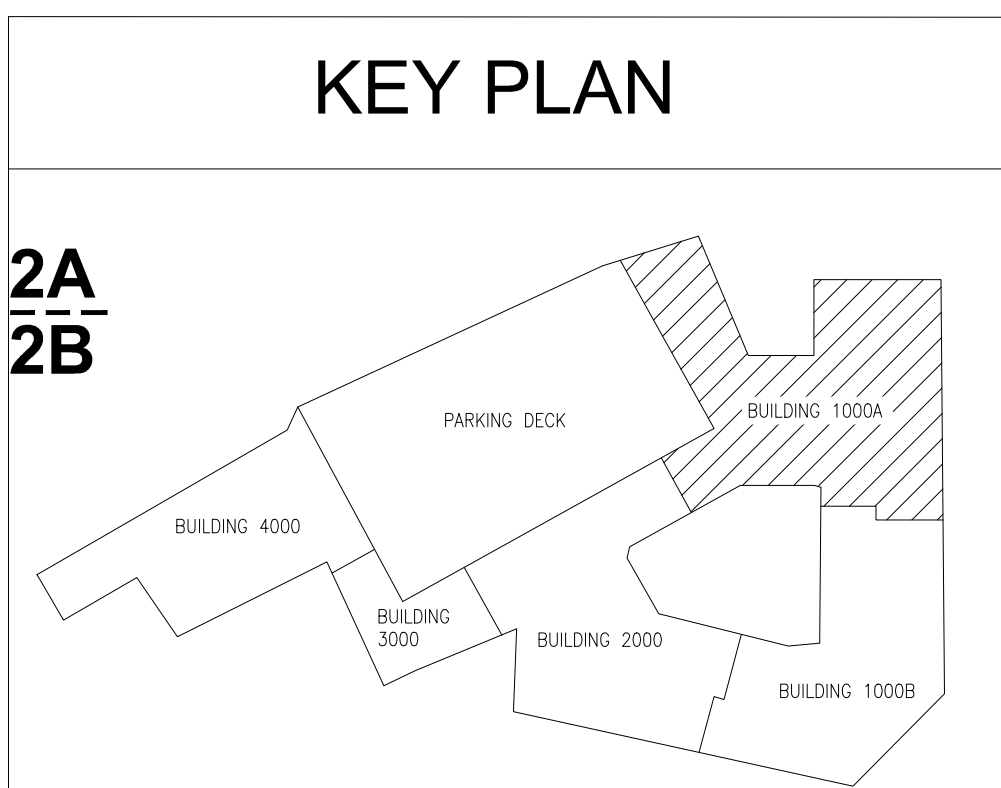 KEY PLAN
2A
2B
PARKING DECK
BUILDING 1000A
BUILDING 4000
BUILDING
3000
BUILDING 2000
BUILDING 1000B